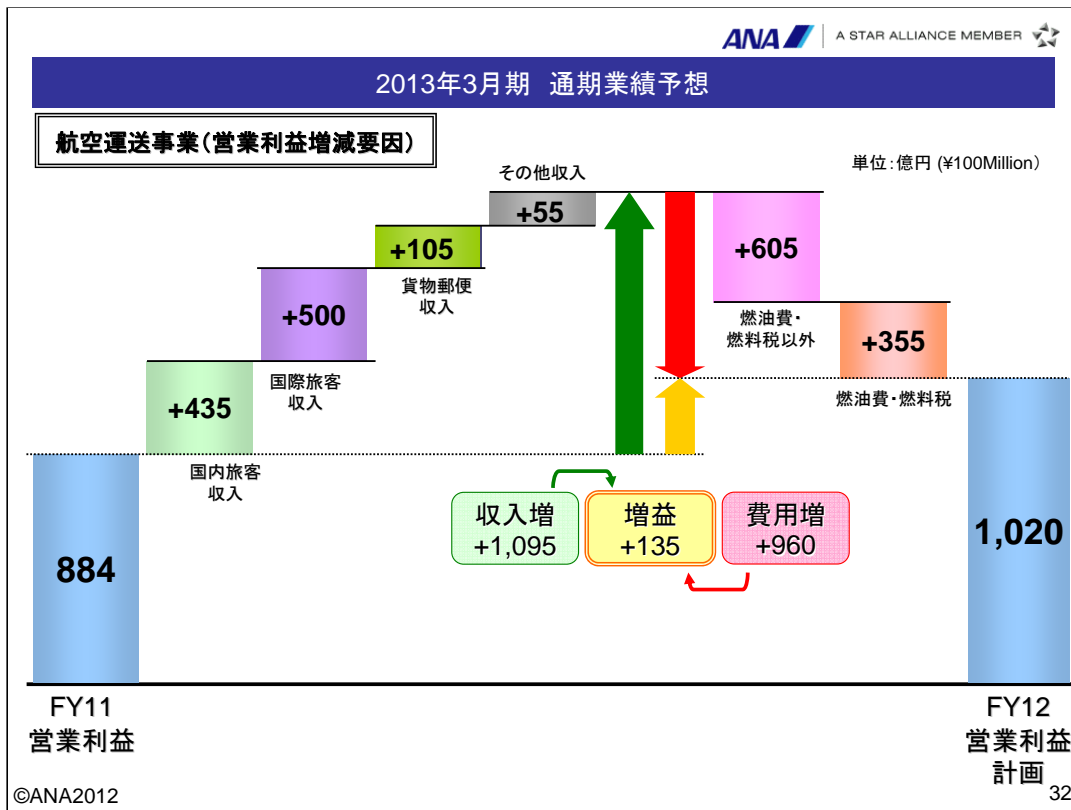 ANA
A STAR ALLIANCE MEMBER
2013年3月期 通期業績予想
航空運送事業(営業利益増減要因)
単位:億円 (¥100Million)
その他収入
+55
+105
貨物郵便
収入
+500
国際旅客
収入
+435
国内旅客
収入
+605
燃油費・
燃料税以外
+355
燃油費・燃料税
収入増
+1,095
増益
+135
費用増
+960
884
1,020
FY11
営業利益
FY12
営業利益
計画
©ANA2012
32